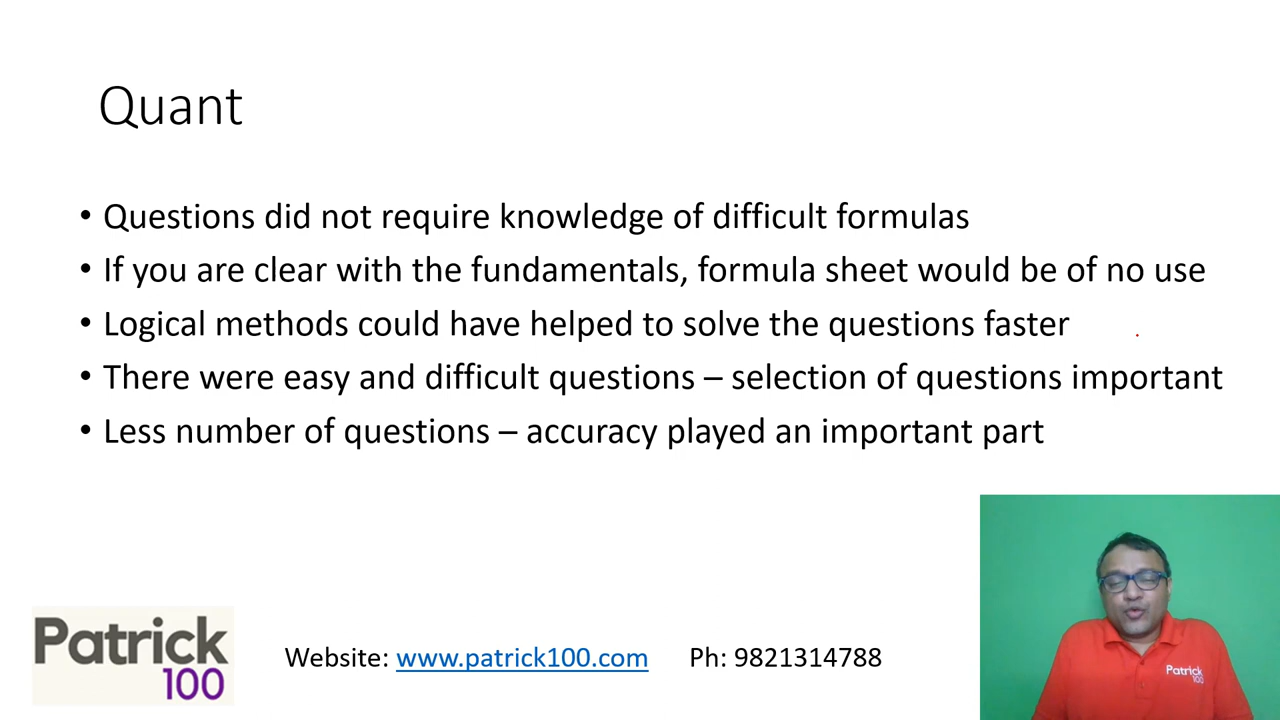 Quant
• Questions did not require knowledge of difficult formulas
• If you are clear with the fundamentals, formula sheet would be of no use
• Logical methods could have helped to solve the questions faster
• There were easy and difficult questions – selection of questions important
• Less number of questions – accuracy played an important part
Patrick
100
Website: www.patrick100.com Ph: 9821314788
Patrick
100